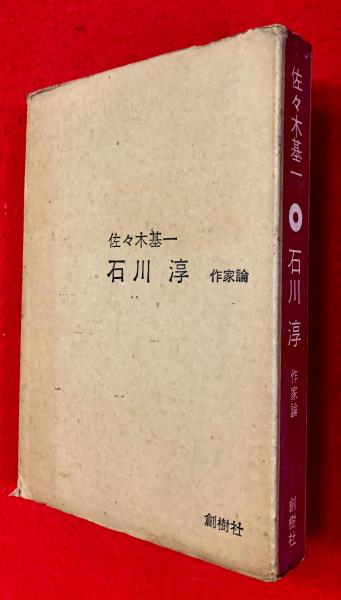 佐々木基一
石川淳 作家論
創樹社
佐々木基一 石川淳 作家論 創樹社